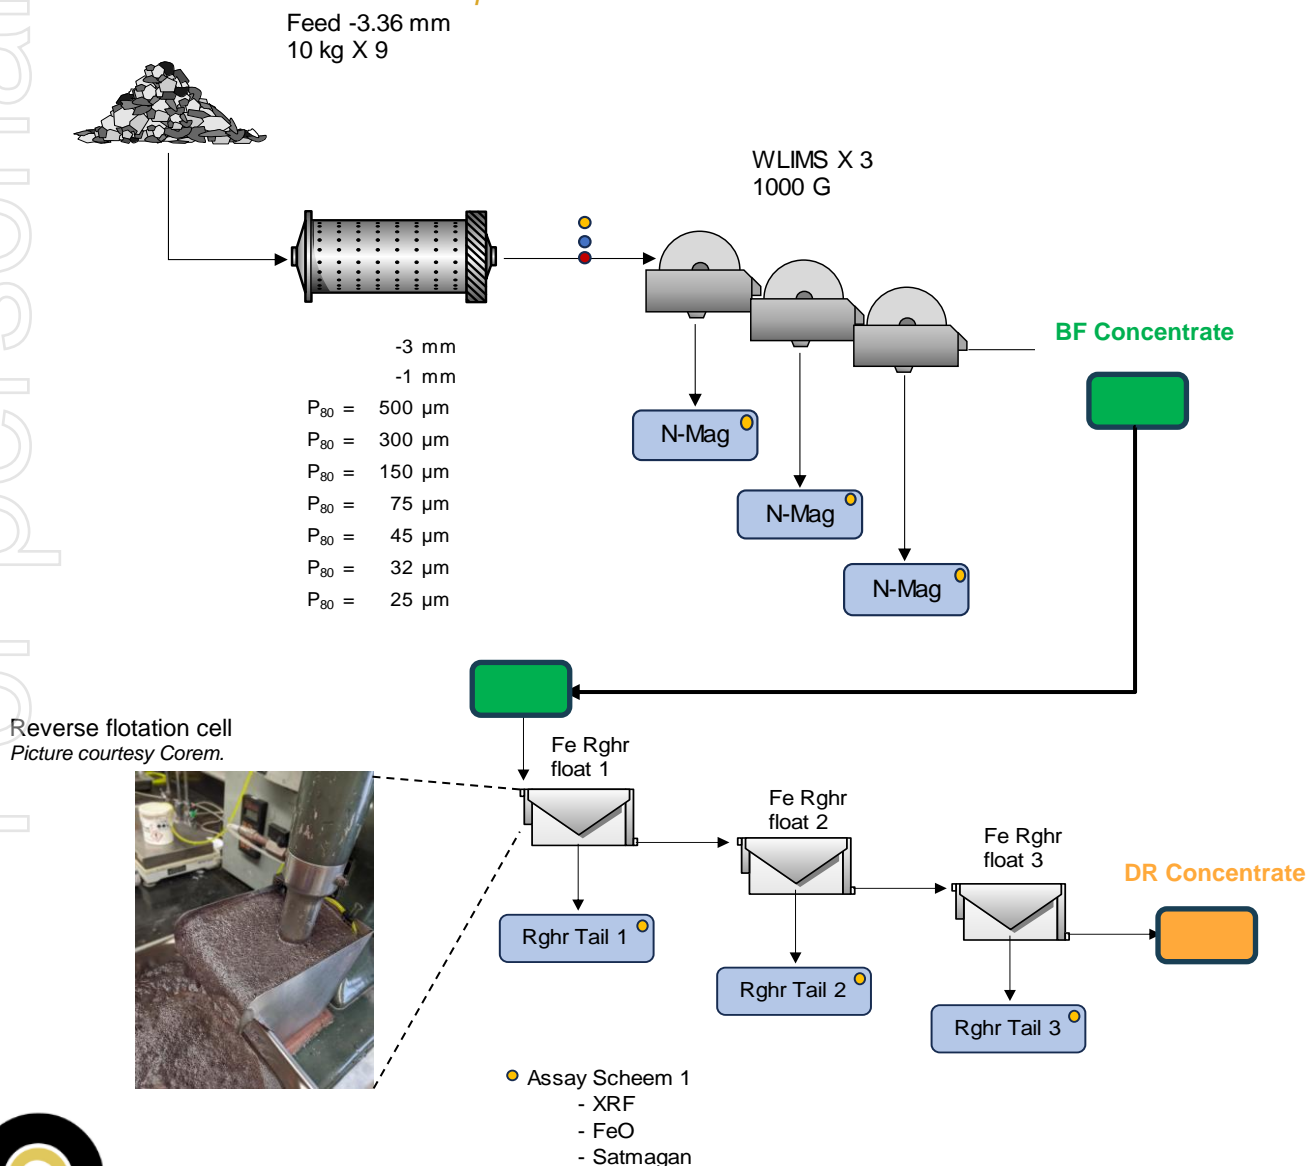 Feed -3.36 mm
10 kg X 9
WLIMS X 3
1000 G
BF Concentrate
-3 mm
-1 mm
P80 = 500 µm
P80 = 300 µm
P80 = 150 µm
P80 = 75 µm
P80 = 45 µm
P80 = 32 µm
P80 = 25 µm
N-Mag
N-Mag
N-Mag
Reverse flotation cell
Picture courtesy Corem.
Fe Rghr
float 1
Fe Rghr
float 2
Fe Rghr
float 3
DR Concentrate
Rghr Tail 1
Rghr Tail 2
Rghr Tail 3
Assay Scheem 1
- XRF
- FeO
- Satmagan